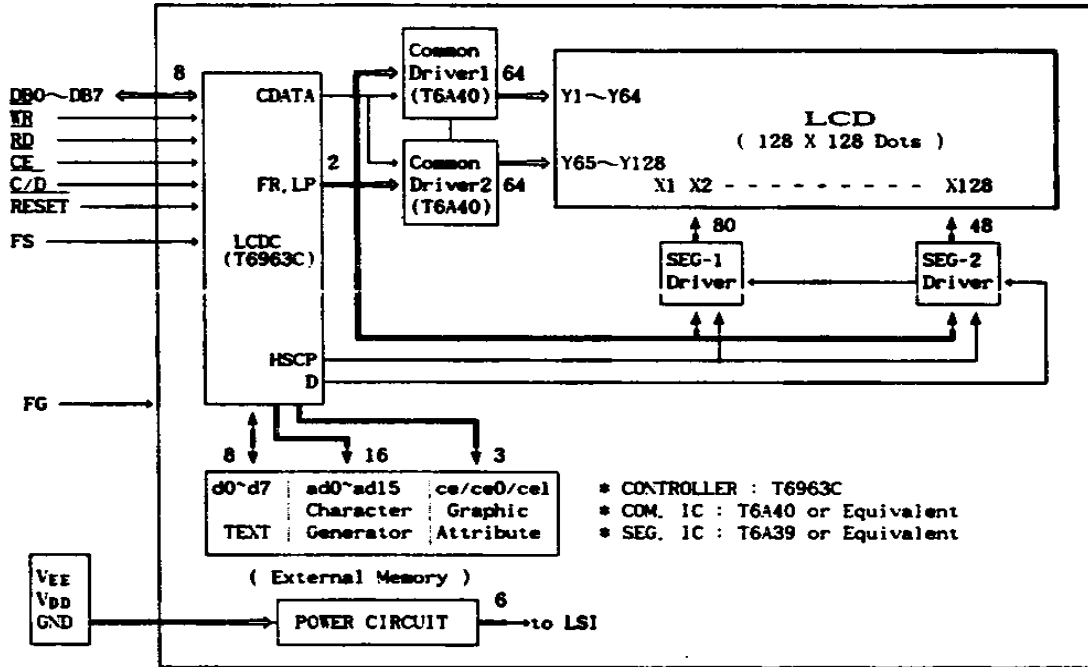 DB0～DB7
8
WR
RD
CE
C/D
RESET
FS
FG
CDATA
2
FR, LP
LCDC
(T6963C)
HSCP
D
Common
Driver1
(T6A40)
64
Common
Driver2
(T6A40)
64
Y1～Y64
LCD
( 128 X 128 Dots )
Y65～Y128
X1 X2 - - - - - - - - - X128
80
48
SEG-1
Driver
SEG-2
Driver
8
16
3
d0~d7
ad0~ad15
ce/ce0/ce1
Character
Graphic
TEXT
Generator
Attribute
( External Memory )
* CONTROLLER : T6963C
* COM. IC : T6A40 or Equivalent
* SEG. IC : T6A39 or Equivalent
VEE
VDD
GND
POWER CIRCUIT
6
to LSI